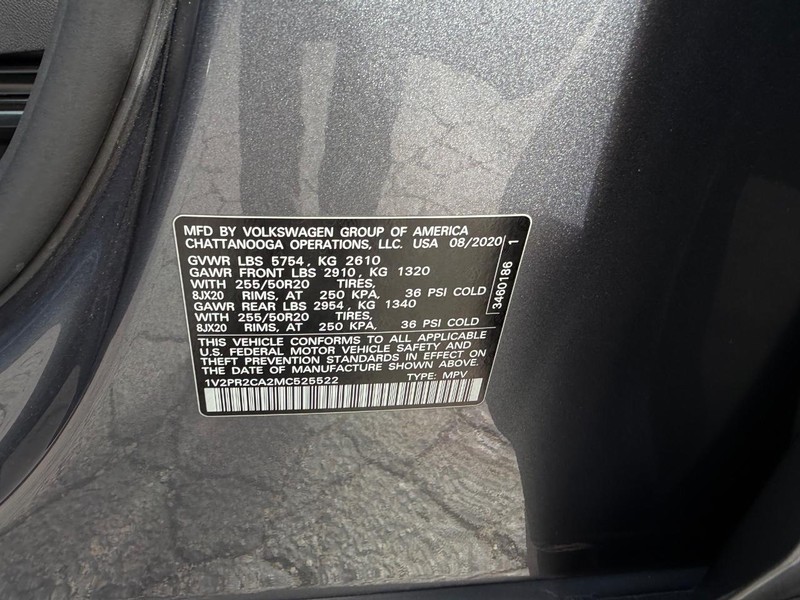 MFD BY VOLKSWAGEN GROUP OF AMERICA
CHATTANOOGA OPERATIONS, LLC. USA 08/2020
GVWR LBS 5754, KG 2610
GAWR FRONT LBS 2910, KG 1320
WITH 255/50R20 TIRES,
8JX20 RIMS, AT 250 KPA, 36 PSI COLD
GAWR REAR LBS 2954, KG 1340
WITH 255/50R20 TIRES,
8JX20 RIMS, AT 250 KPA, 36 PSI COLD
THIS VEHICLE CONFORMS TO ALL APPLICABLE
U.S. FEDERAL MOTOR VEHICLE SAFETY AND
THEFT PREVENTION STANDARDS IN EFFECT ON
THE DATE OF MANUFACTURE SHOWN ABOVE.
1V2PR2CA2MC525522 TYPE: MPV
3460186 1